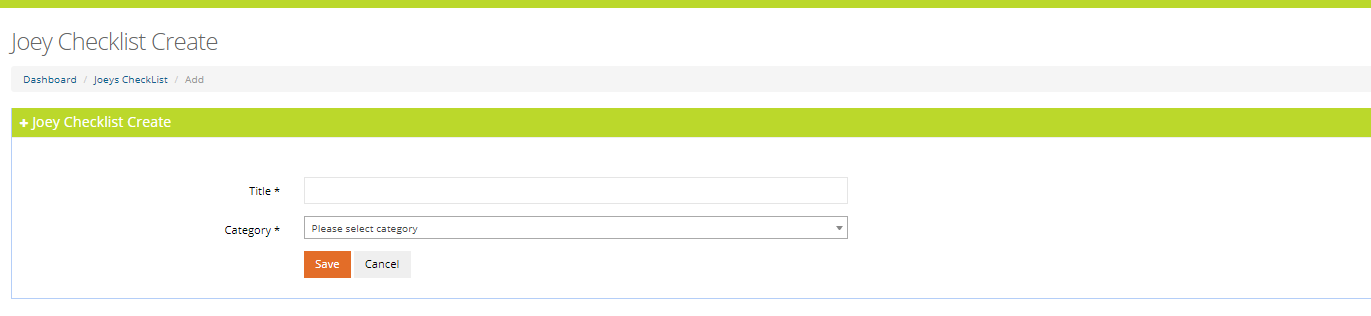 Joey Checklist Create
Dashboard / Joeys CheckList / Add
Joey Checklist Create
Title *
Category * Please select category
Save Cancel